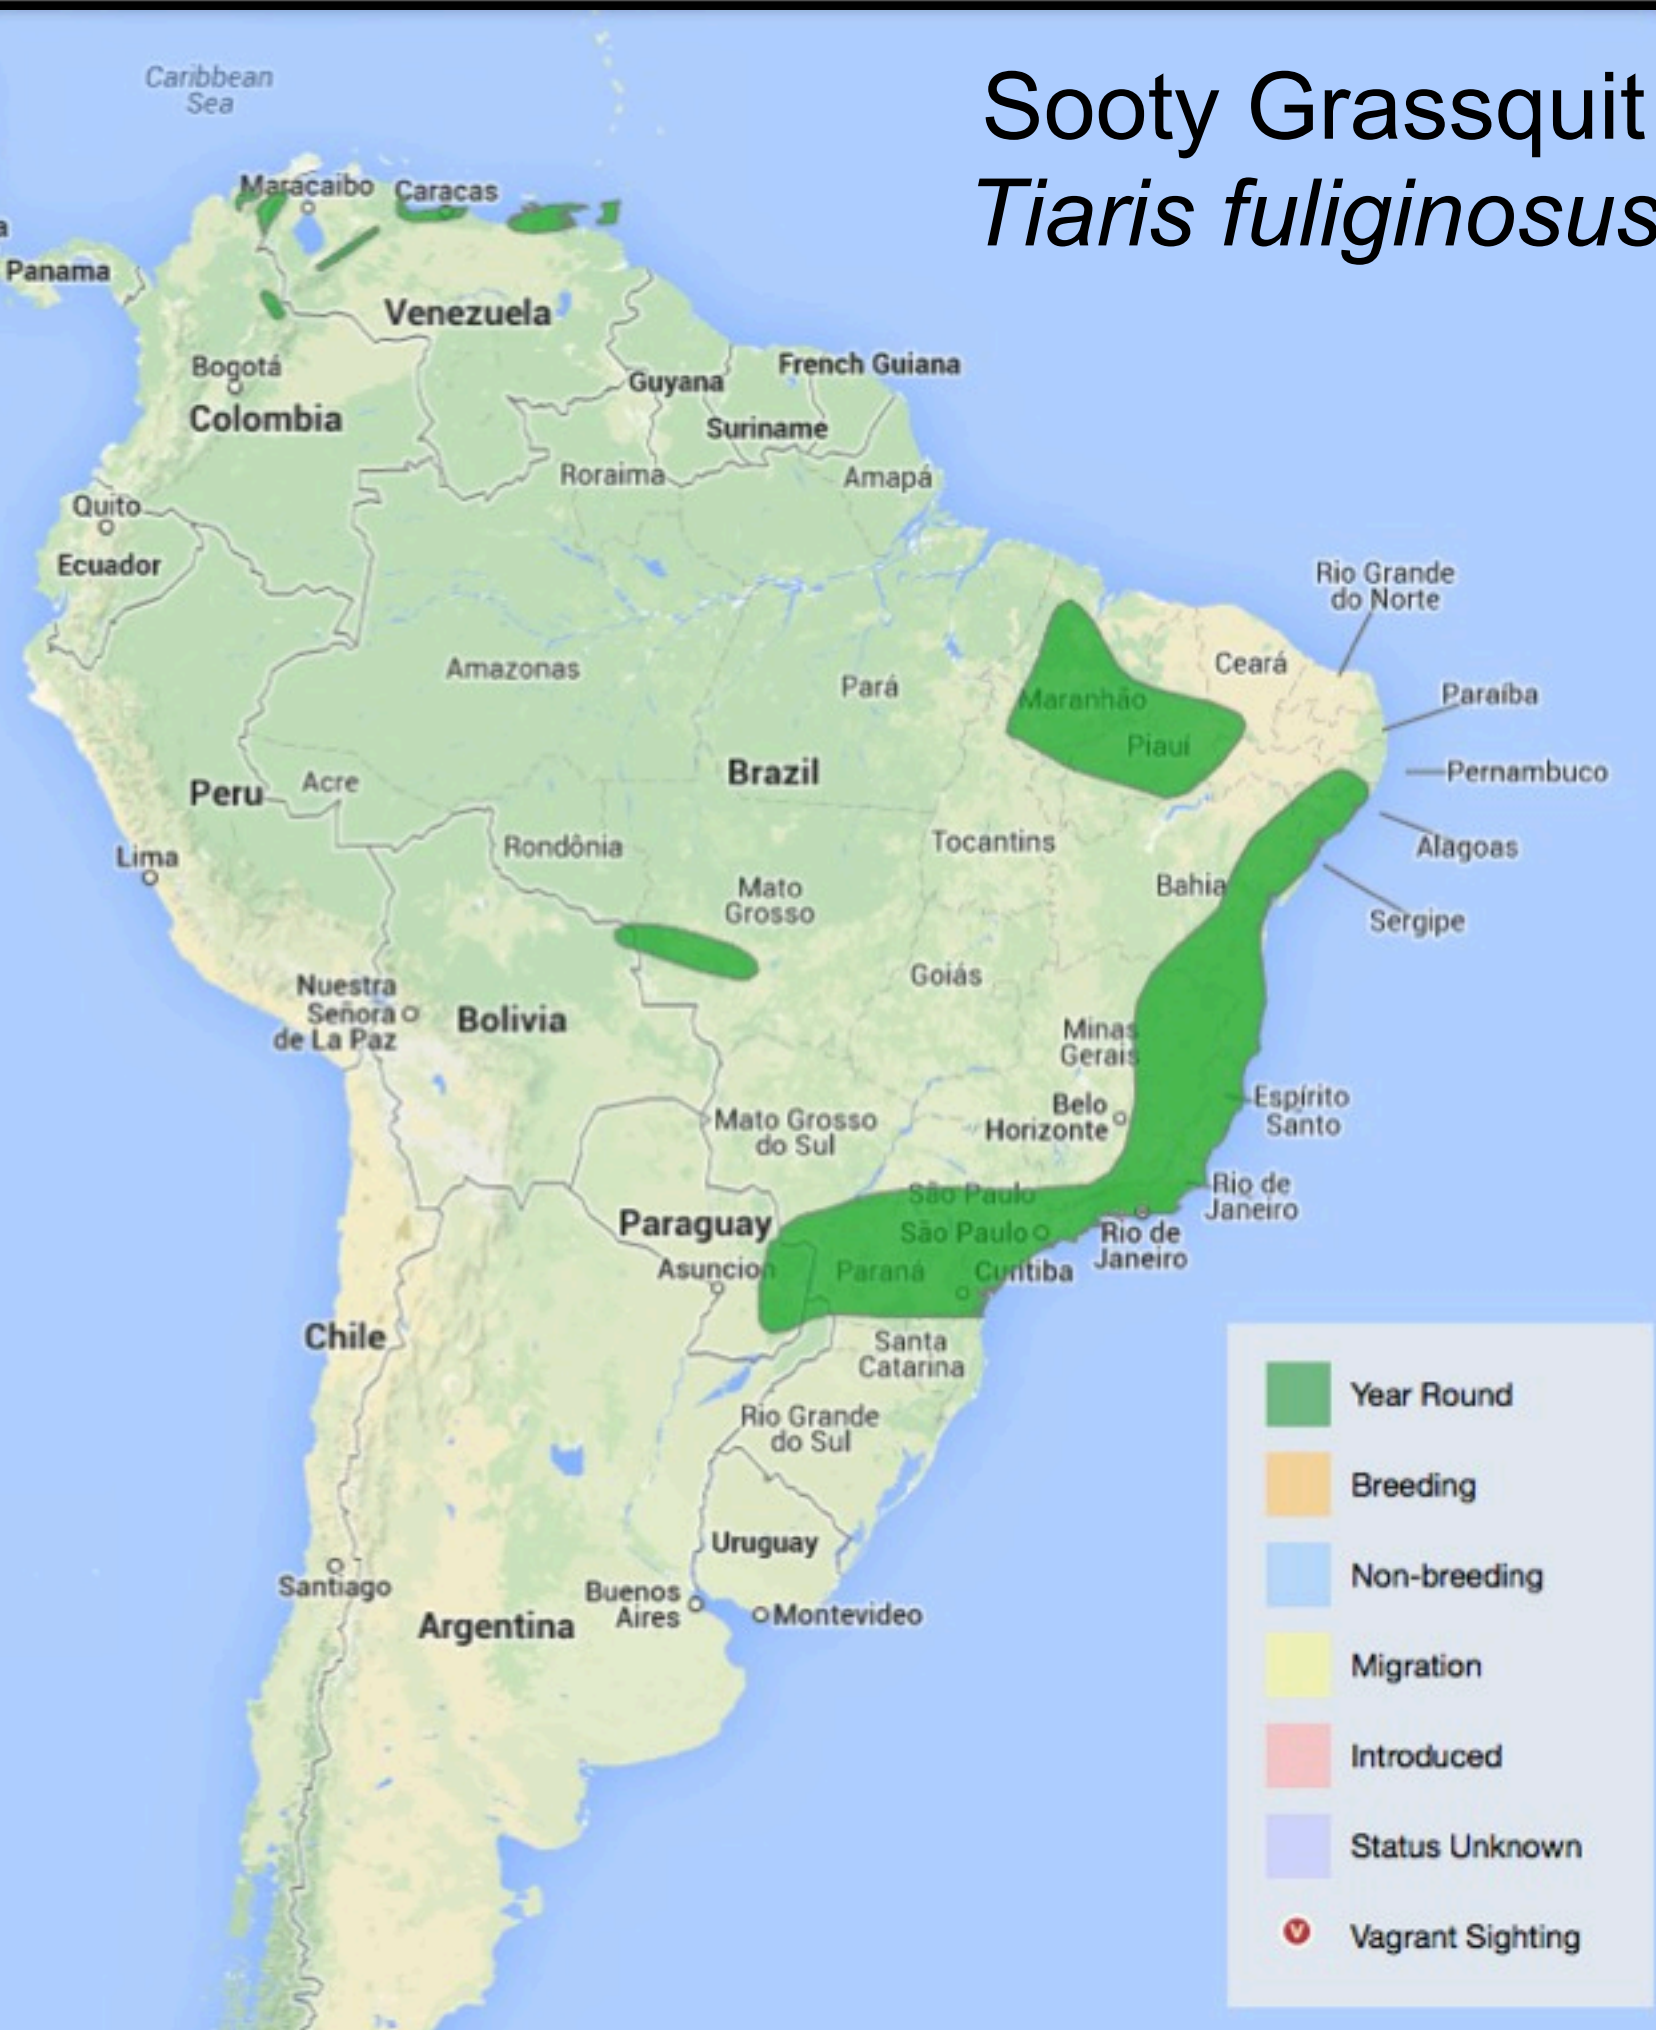 Sooty Grassquit
Tiaris fuliginosus
Caribbean
Sea
Maracaibo
Caracas
a
Panama
Venezuela
Bogotá
Colombia
Guyana
French Guiana
Suriname
Roraima
Amapá
Quito
Ecuador
Rio Grande
do Norte
Ceará
Amazonas
Pará
Maranhão
Paraíba
Piauí
Brazil
Pernambuco
Peru
Acre
Rondônia
Tocantins
Alagoas
Lima
Mato
Grosso
Bahia
Sergipe
Goiás
Nuestra
Señora
de La Paz
Bolivia
Minas
Gerais
Belo
Horizonte
Espírito
Santo
Mato Grosso
do Sul
São Paulo
Rio de
Janeiro
Paraguay
São Paulo
Rio de
Janeiro
Asuncion
Paraná
Curitiba
Chile
Santa
Catarina
Rio Grande
do Sul
Uruguay
Santiago
Buenos
Aires
Montevideo
Argentina
Year Round
Breeding
Non-breeding
Migration
Introduced
Status Unknown
V
Vagrant Sighting